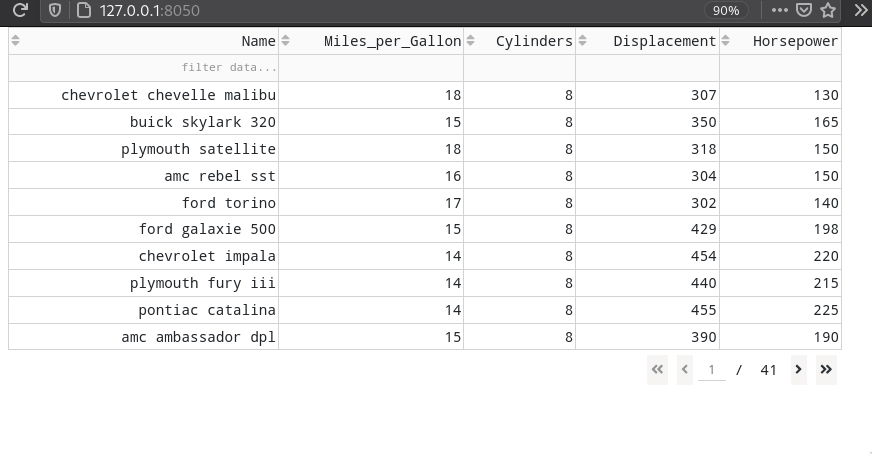 127.0.0.1:8050 90%
Name Miles_per_Gallon Cylinders Displacement Horsepower
filter data...
chevrolet chevelle malibu 18 8 307 130
buick skylark 320 15 8 350 165
plymouth satellite 18 8 318 150
amc rebel sst 16 8 304 150
ford torino 17 8 302 140
ford galaxie 500 15 8 429 198
chevrolet impala 14 8 454 220
plymouth fury iii 14 8 440 215
pontiac catalina 14 8 455 225
amc ambassador dpl 15 8 390 190
1 / 41